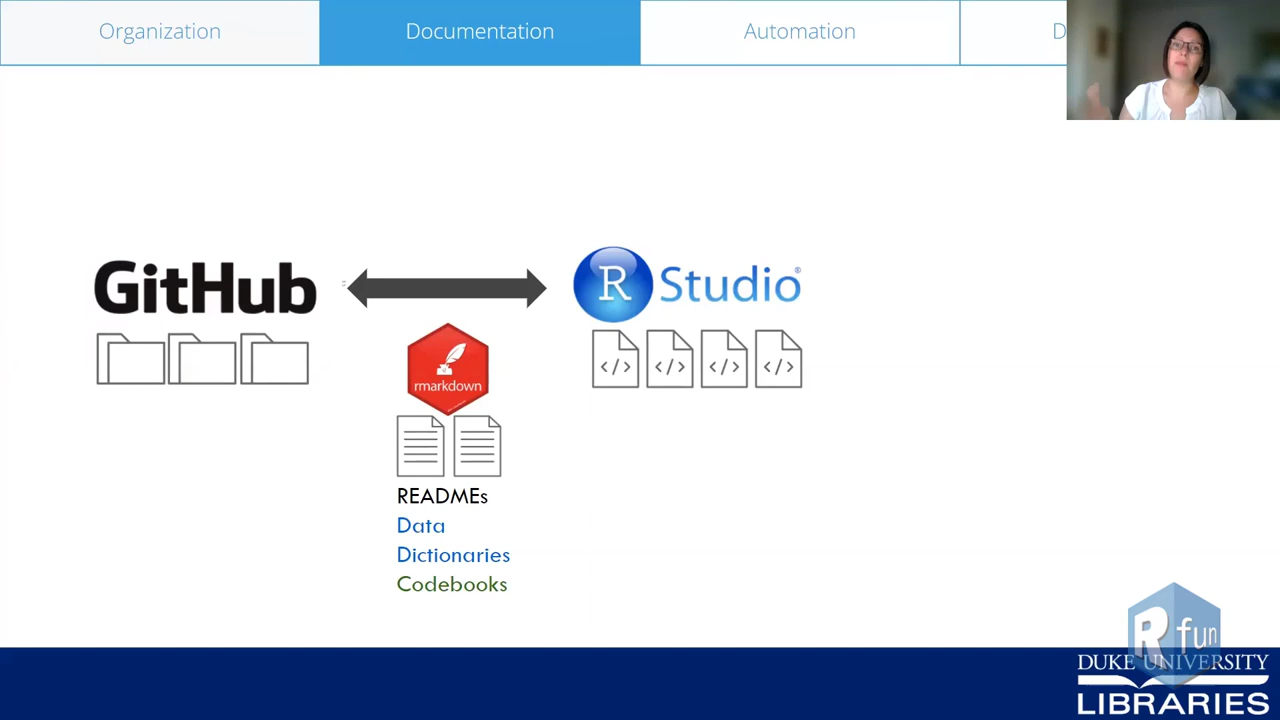 Organization
Documentation
Automation
D
GitHub
R Studio®
</>
</>
</>
</>
rmarkdown
READMEs
Data
Dictionaries
Codebooks
R fun
DUKE UNIVERSITY
LIBRARIES